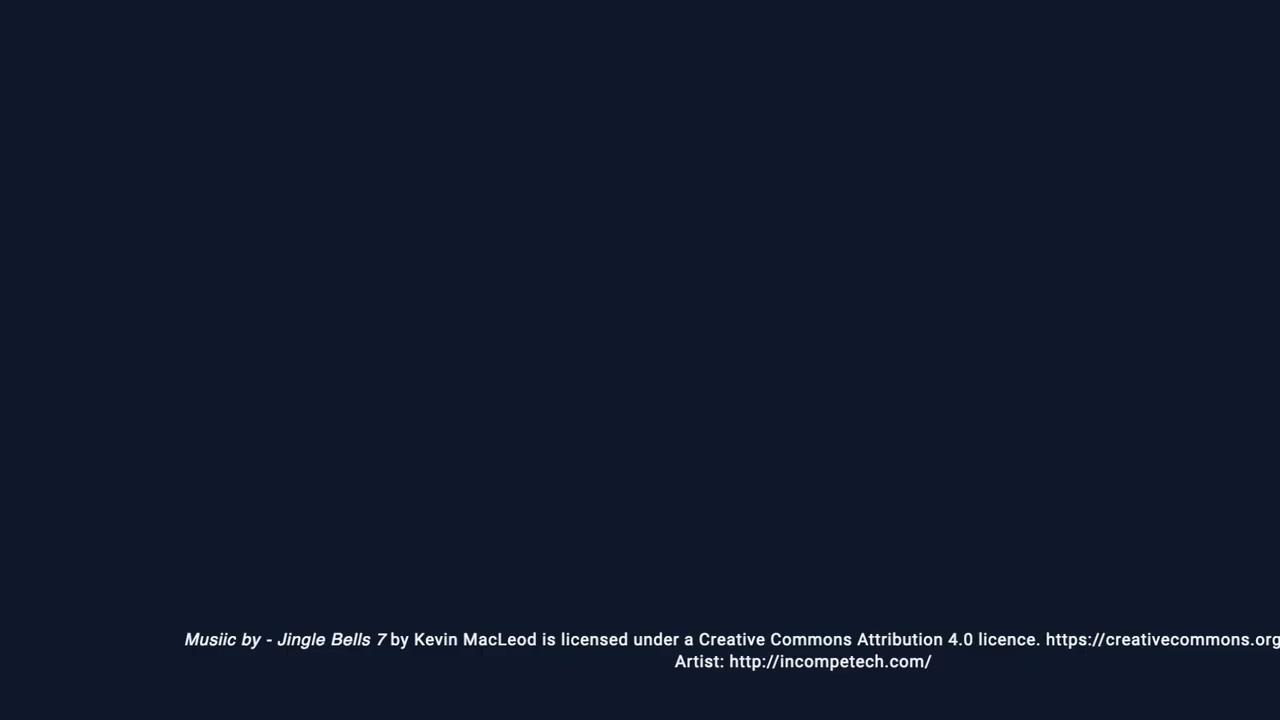 Musiic by - Jingle Bells 7 by Kevin MacLeod is licensed under a Creative Commons Attribution 4.0 licence. https://creativecommons.org
Artist: http://incompetech.com/